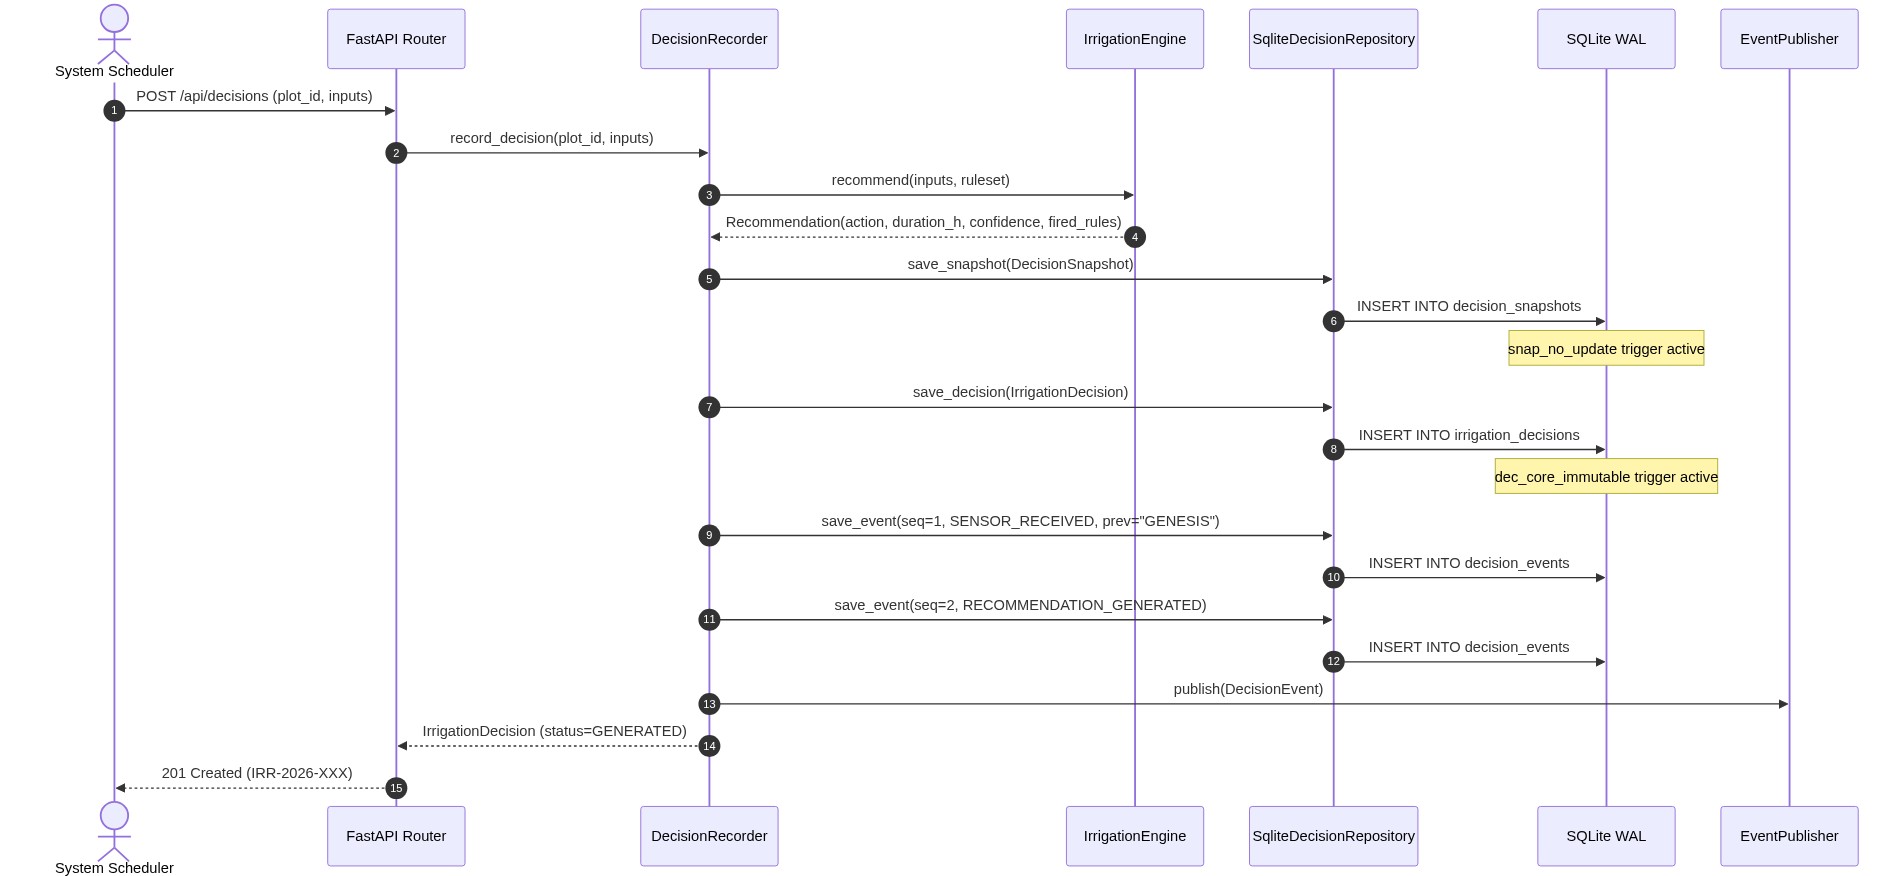 System Scheduler
FastAPI Router
DecisionRecorder
IrrigationEngine
SqliteDecisionRepository
SQLite WAL
EventPublisher
POST /api/decisions (plot_id, inputs)
1
record_decision(plot_id, inputs)
2
recommend(inputs, ruleset)
3
Recommendation(action, duration_h, confidence, fired_rules)
4
save_snapshot(DecisionSnapshot)
5
INSERT INTO decision_snapshots
6
snap_no_update trigger active
save_decision(IrrigationDecision)
7
INSERT INTO irrigation_decisions
8
dec_core_immutable trigger active
save_event(seq=1, SENSOR_RECEIVED, prev="GENESIS")
9
INSERT INTO decision_events
10
save_event(seq=2, RECOMMENDATION_GENERATED)
11
INSERT INTO decision_events
12
publish(DecisionEvent)
13
IrrigationDecision (status=GENERATED)
14
201 Created (IRR-2026-XXX)
15
System Scheduler
FastAPI Router
DecisionRecorder
IrrigationEngine
SqliteDecisionRepository
SQLite WAL
EventPublisher